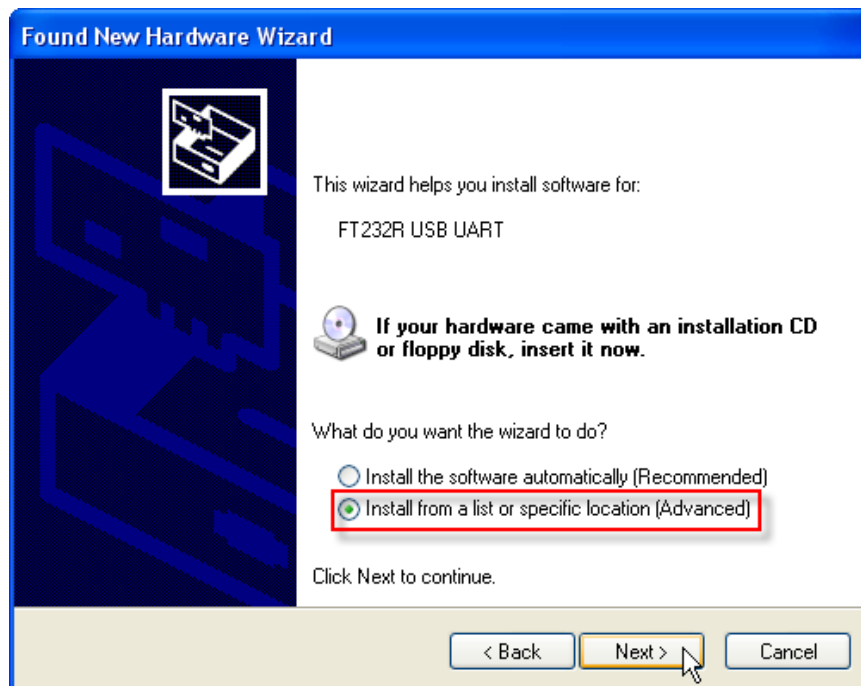 Found New Hardware Wizard
This wizard helps you install software for:
FT232R USB UART
If your hardware came with an installation CD
or floppy disk, insert it now.
What do you want the wizard to do?
Install the software automatically (Recommended)
Install from a list or specific location (Advanced)
Click Next to continue.
< Back Next > Cancel